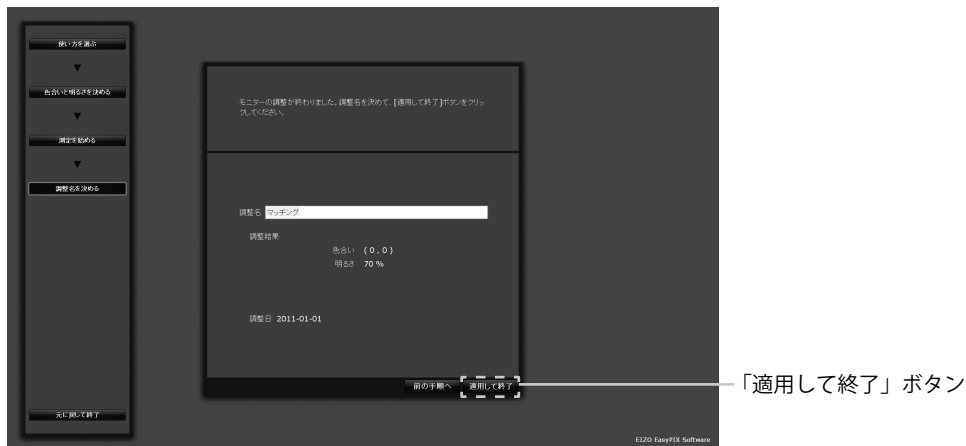 使い方を選ぶ
▼
色合いと明るさを決める
▼
測定を始める
▼
調整名を決める
元に戻して終了
モニターの調整が終わりました。調整名を決めて、[適用して終了]ボタンをクリッ
クしてください。
調整名 マッチング
調整結果
色合い (0,0)
明るさ 70 %
調整日 2011-01-01
前の手順へ 適用して終了
「適用して終了」ボタン
EIZO EasyPIX Software